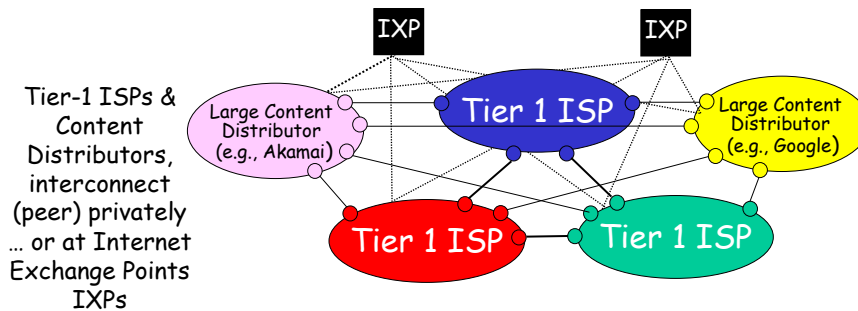 IXP
IXP
Tier-1 ISPs &
Content
Distributors,
interconnect
(peer) privately
… or at Internet
Exchange Points
IXPs
Large Content
Distributor
(e.g., Akamai)
Tier 1 ISP
Large Content
Distributor
(e.g., Google)
Tier 1 ISP
Tier 1 ISP